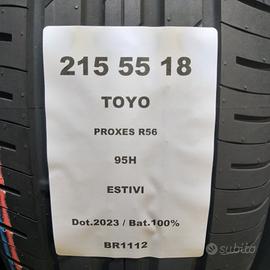 215 55 18
TOYO
PROXES R56
95H
ESTIVI
Dot.2023 / Bat.100%
BR1112
subito